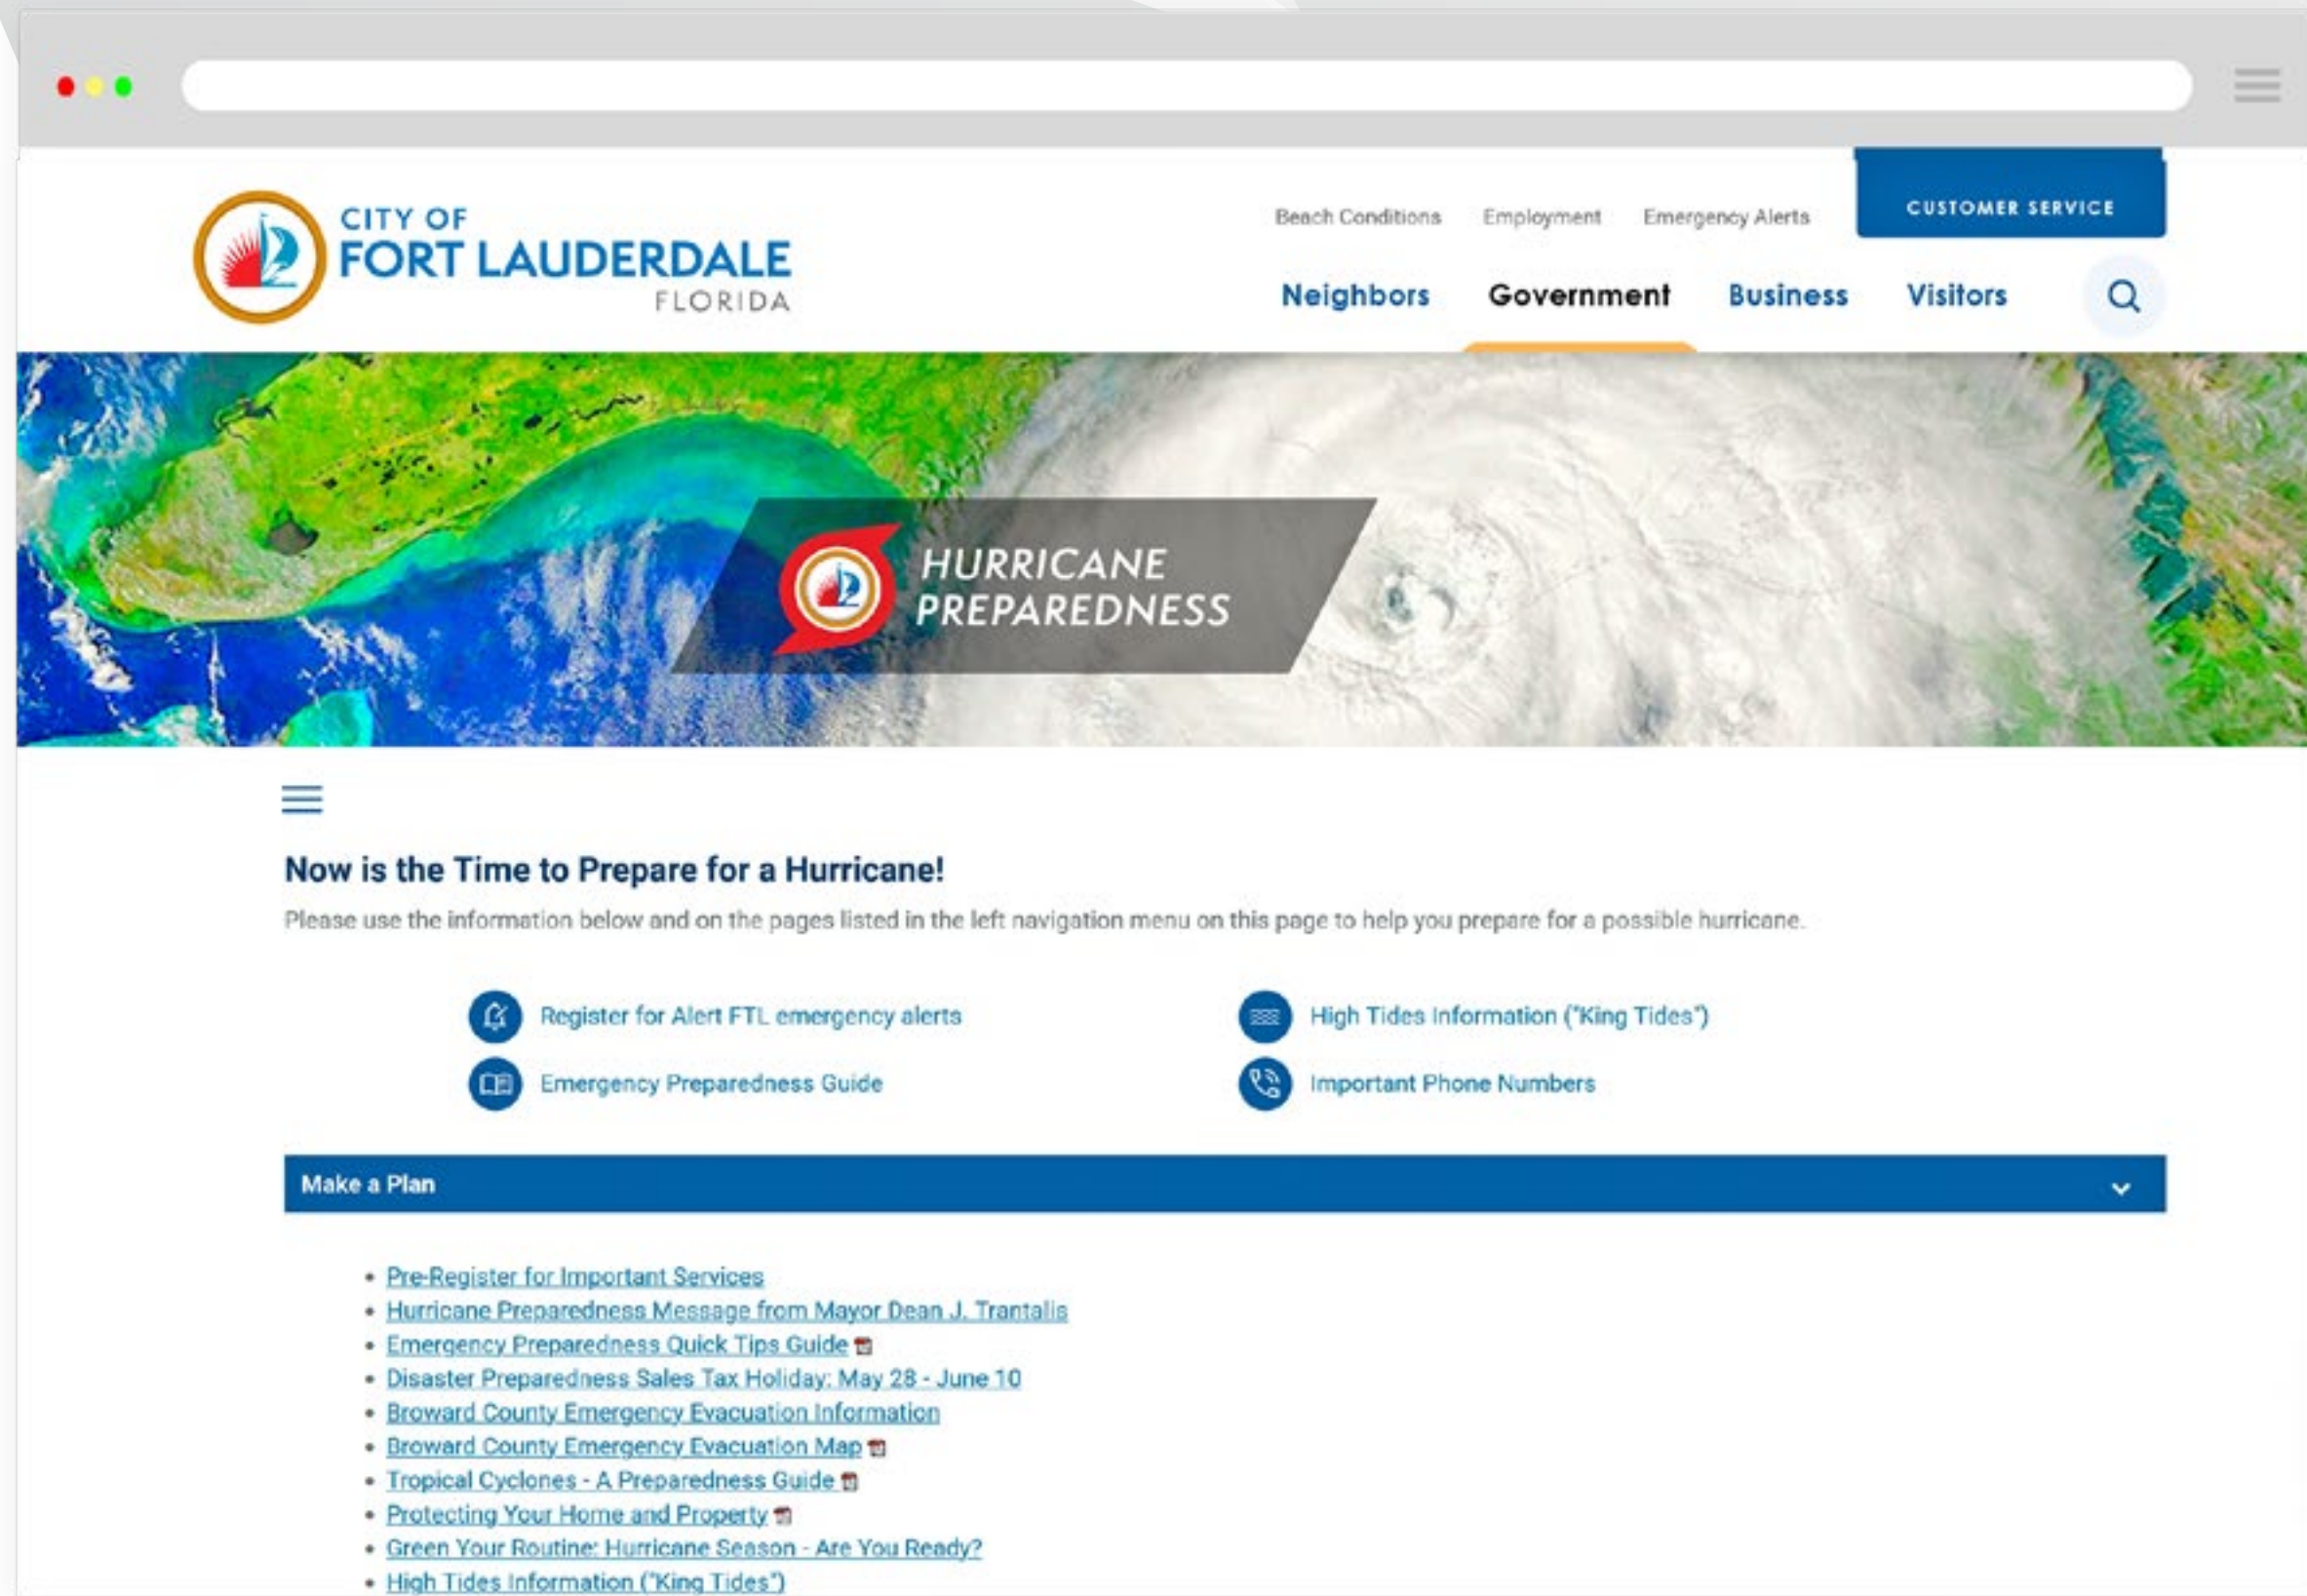 CITY OF
FORT LAUDERDALE
FLORIDA
Beach Conditions Employment Emergency Alerts CUSTOMER SERVICE
Neighbors Government Business Visitors
HURRICANE
PREPAREDNESS
Now is the Time to Prepare for a Hurricane!
Please use the information below and on the pages listed in the left navigation menu on this page to help you prepare for a possible hurricane.
Register for Alert FTL emergency alerts
High Tides Information ("King Tides")
Emergency Preparedness Guide
Important Phone Numbers
Make a Plan
• Pre-Register for Important Services
• Hurricane Preparedness Message from Mayor Dean J. Trantalis
• Emergency Preparedness Quick Tips Guide
• Disaster Preparedness Sales Tax Holiday: May 28 - June 10
• Broward County Emergency Evacuation Information
• Broward County Emergency Evacuation Map
• Tropical Cyclones - A Preparedness Guide
• Protecting Your Home and Property
• Green Your Routine: Hurricane Season - Are You Ready?
• High Tides Information ("King Tides")